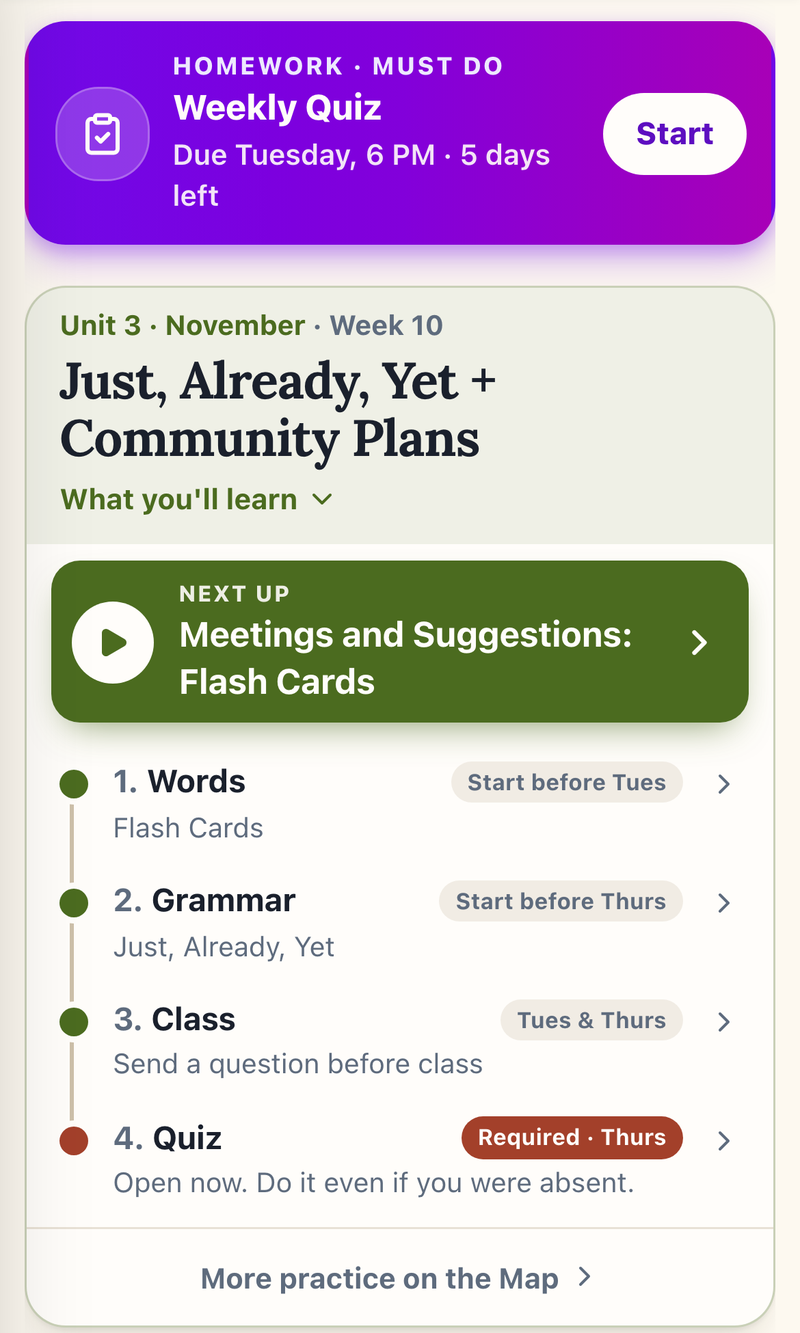 HOMEWORK · MUST DO
Weekly Quiz
Due Tuesday, 6 PM · 5 days
left
Start
Unit 3 · November · Week 10
Just, Already, Yet +
Community Plans
What you'll learn
NEXT UP
Meetings and Suggestions:
Flash Cards
1. Words
Start before Tues
Flash Cards
2. Grammar
Start before Thurs
Just, Already, Yet
3. Class
Tues & Thurs
Send a question before class
4. Quiz
Required · Thurs
Open now. Do it even if you were absent.
More practice on the Map